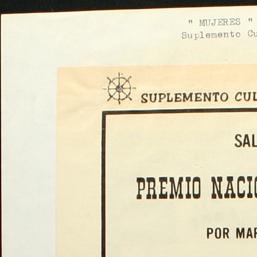 " MUJERES "
Suplemento Cu
SUPLEMENTO CUL
SAL
PREMIO NACIO
POR MAR